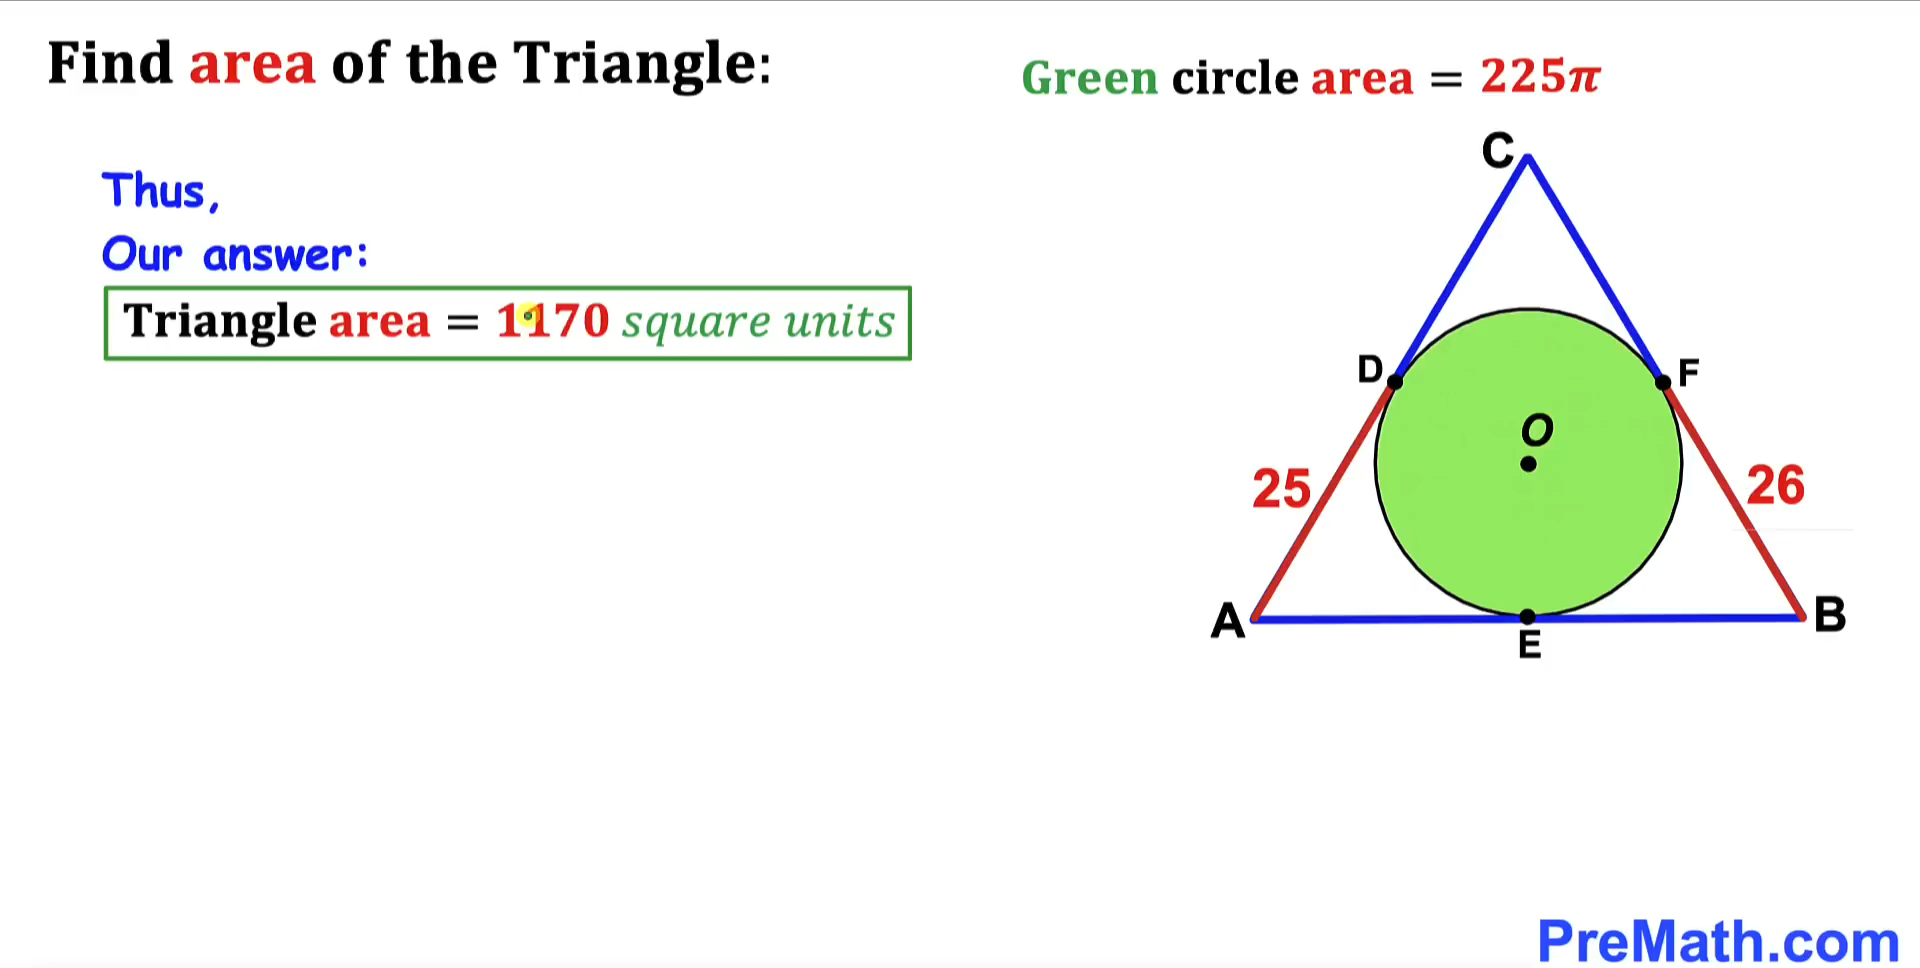 Find area of the Triangle:
Green circle area = 225π
Thus,
Our answer:
Triangle area = 1170 square units
C
D
F
O
25
26
A
B
E
PreMath.com